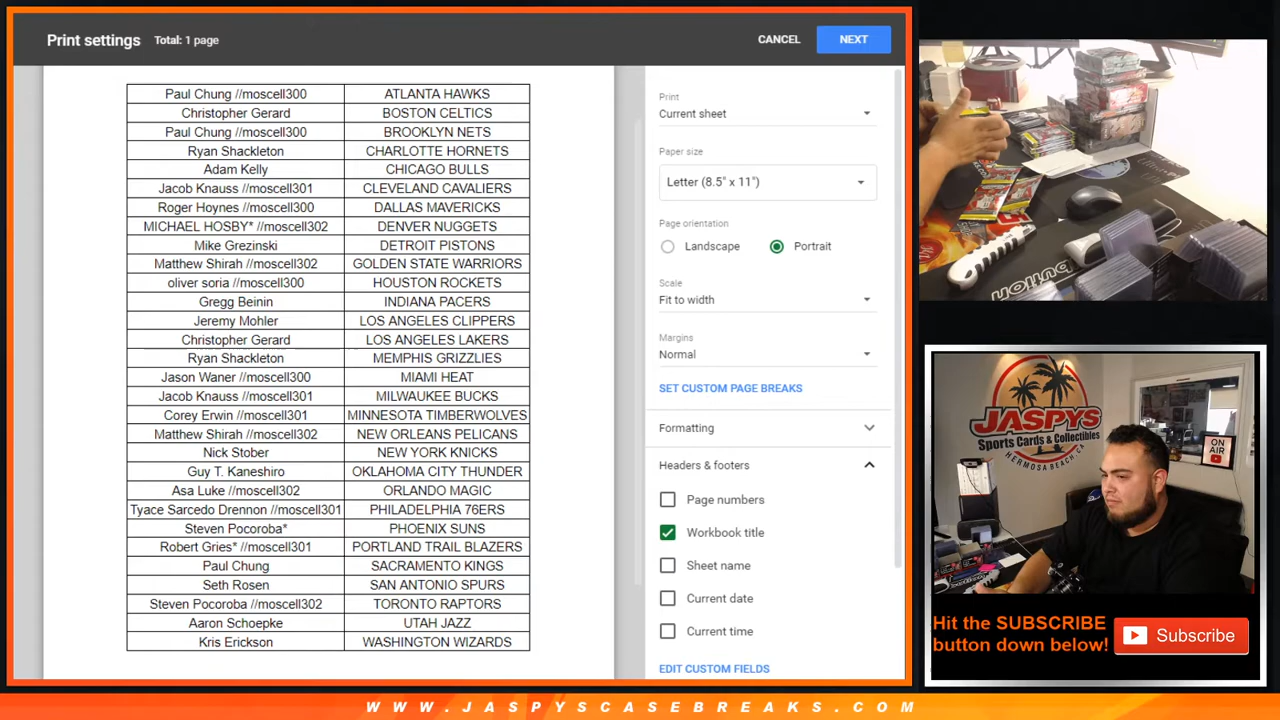 Print settings Total: 1 page CANCEL NEXT
Paul Chung //moscell300 ATLANTA HAWKS
Christopher Gerard BOSTON CELTICS
Paul Chung //moscell300 BROOKLYN NETS
Ryan Shackleton CHARLOTTE HORNETS
Adam Kelly CHICAGO BULLS
Jacob Knauss //moscell301 CLEVELAND CAVALIERS
Roger Hoynes //moscell300 DALLAS MAVERICKS
MICHAEL HOSBY* //moscell302 DENVER NUGGETS
Mike Grezinski DETROIT PISTONS
Matthew Shirah //moscell302 GOLDEN STATE WARRIORS
oliver soria //moscell300 HOUSTON ROCKETS
Gregg Beinin INDIANA PACERS
Jeremy Mohler LOS ANGELES CLIPPERS
Christopher Gerard LOS ANGELES LAKERS
Ryan Shackleton MEMPHIS GRIZZLIES
Jason Waner //moscell300 MIAMI HEAT
Jacob Knauss //moscell301 MILWAUKEE BUCKS
Corey Erwin //moscell301 MINNESOTA TIMBERWOLVES
Matthew Shirah //moscell302 NEW ORLEANS PELICANS
Nick Stober NEW YORK KNICKS
Guy T. Kaneshiro OKLAHOMA CITY THUNDER
Asa Luke //moscell302 ORLANDO MAGIC
Tyace Sarcedo Drennon //moscell301 PHILADELPHIA 76ERS
Steven Pocoroba* PHOENIX SUNS
Robert Gries* //moscell301 PORTLAND TRAIL BLAZERS
Paul Chung SACRAMENTO KINGS
Seth Rosen SAN ANTONIO SPURS
Steven Pocoroba //moscell302 TORONTO RAPTORS
Aaron Schoepke UTAH JAZZ
Kris Erickson WASHINGTON WIZARDS
Print
Current sheet
Paper size
Letter (8.5" x 11")
Page orientation
Landscape Portrait
Scale
Fit to width
Margins
Normal
SET CUSTOM PAGE BREAKS
Formatting
Headers & footers
Page numbers
Workbook title
Sheet name
Current date
Current time
EDIT CUSTOM FIELDS
button
JASPYS
Sports Cards & Collectibles
HERMOSA BEACH, CA
ON
AIR
Hit the SUBSCRIBE
button down below!
Subscribe
WWW.JASPYSCASEBREAKS.COM